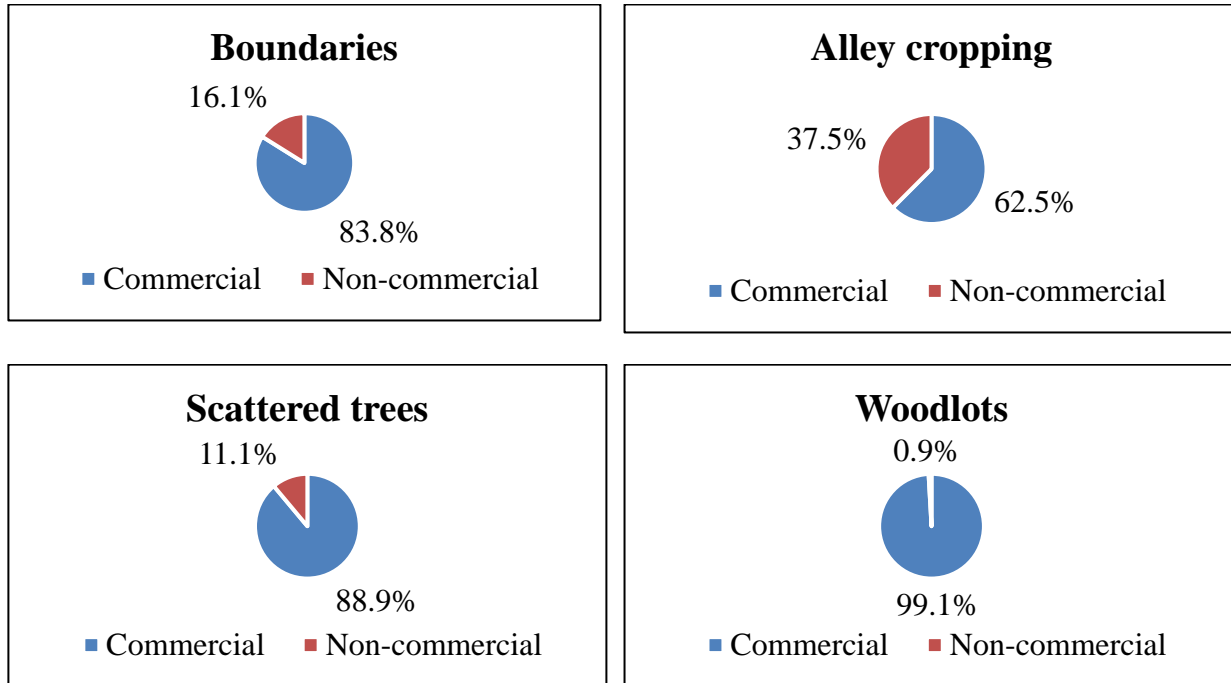 Boundaries
16.1%
83.8%
Commercial Non-commercial
Alley cropping
37.5%
62.5%
Commercial Non-commercial
Scattered trees
11.1%
88.9%
Commercial Non-commercial
Woodlots
0.9%
99.1%
Commercial Non-commercial